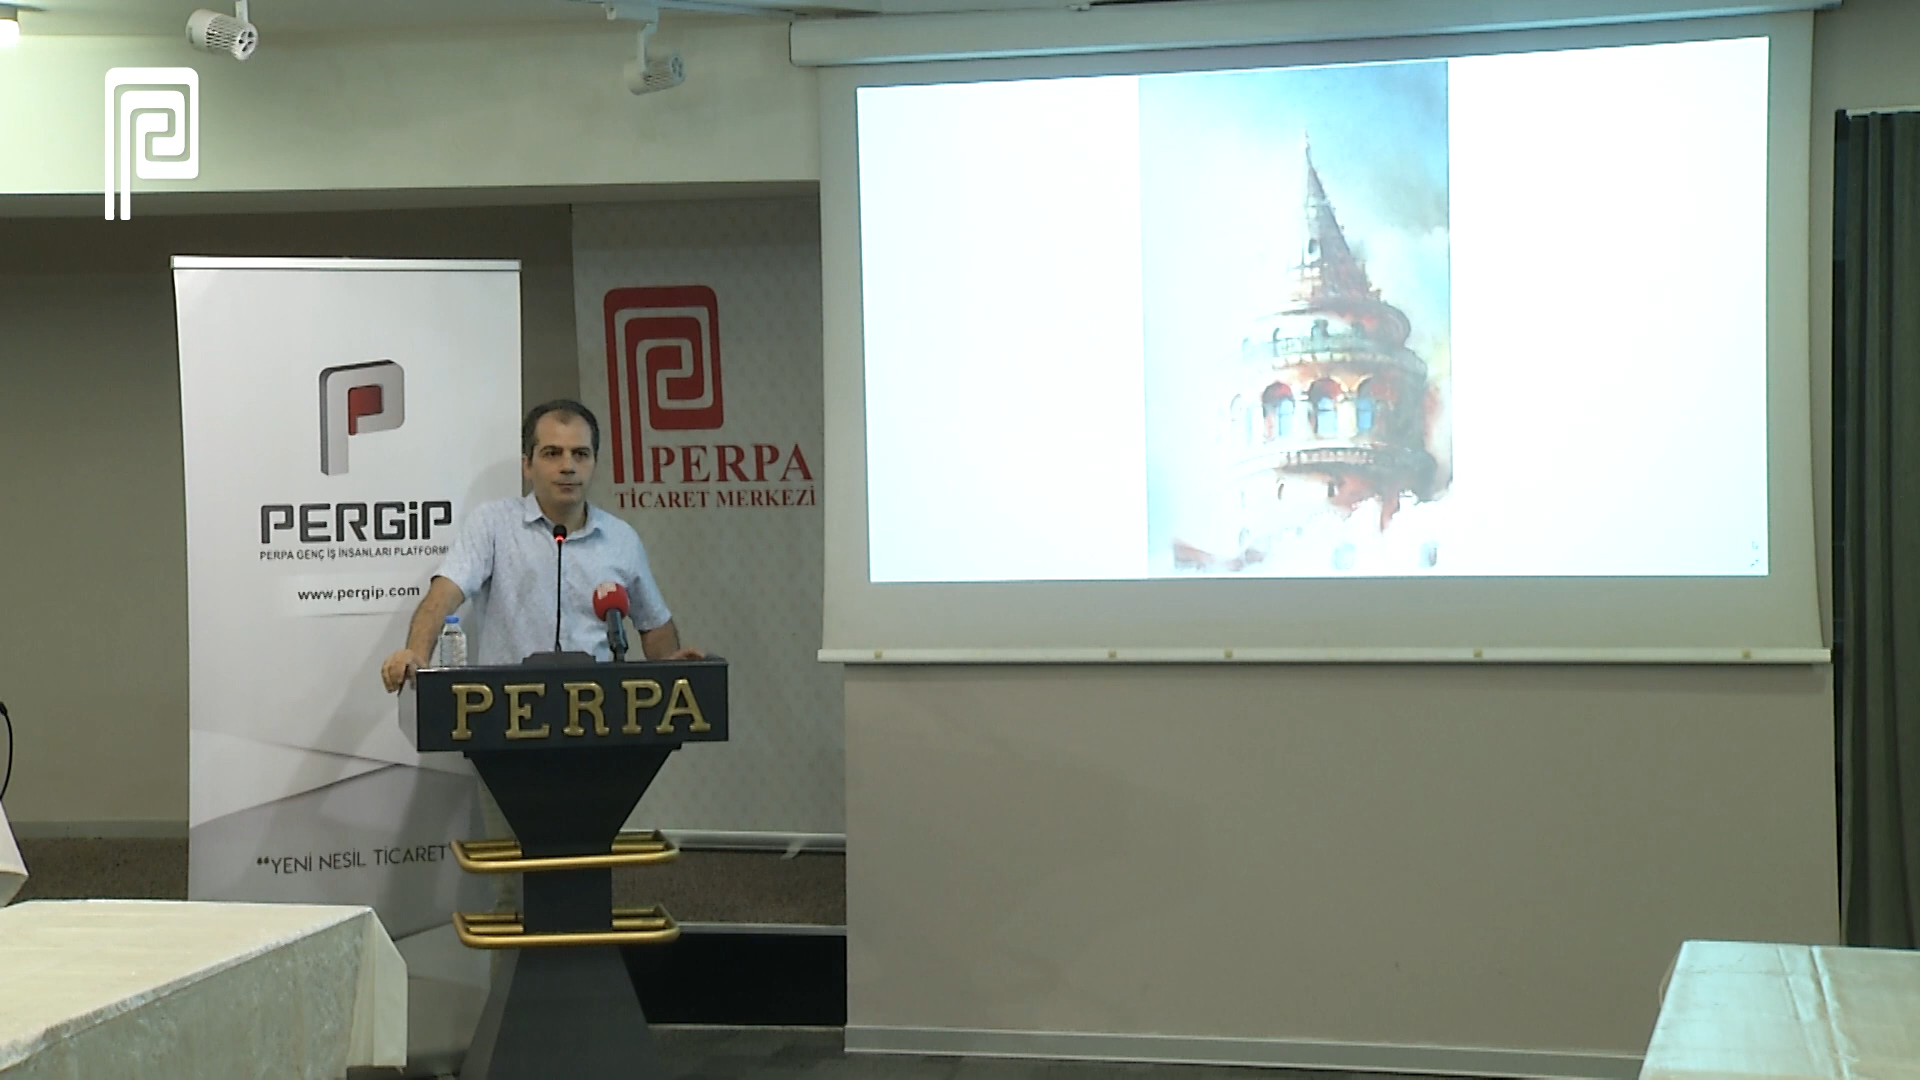 PERGİP
PERPA GENÇ İŞ İNSANLARI PLATFORMU
www.pergip.com
“YENİ NESİL TİCARET
PERPA
TİCARET MERKEZİ
PERPA